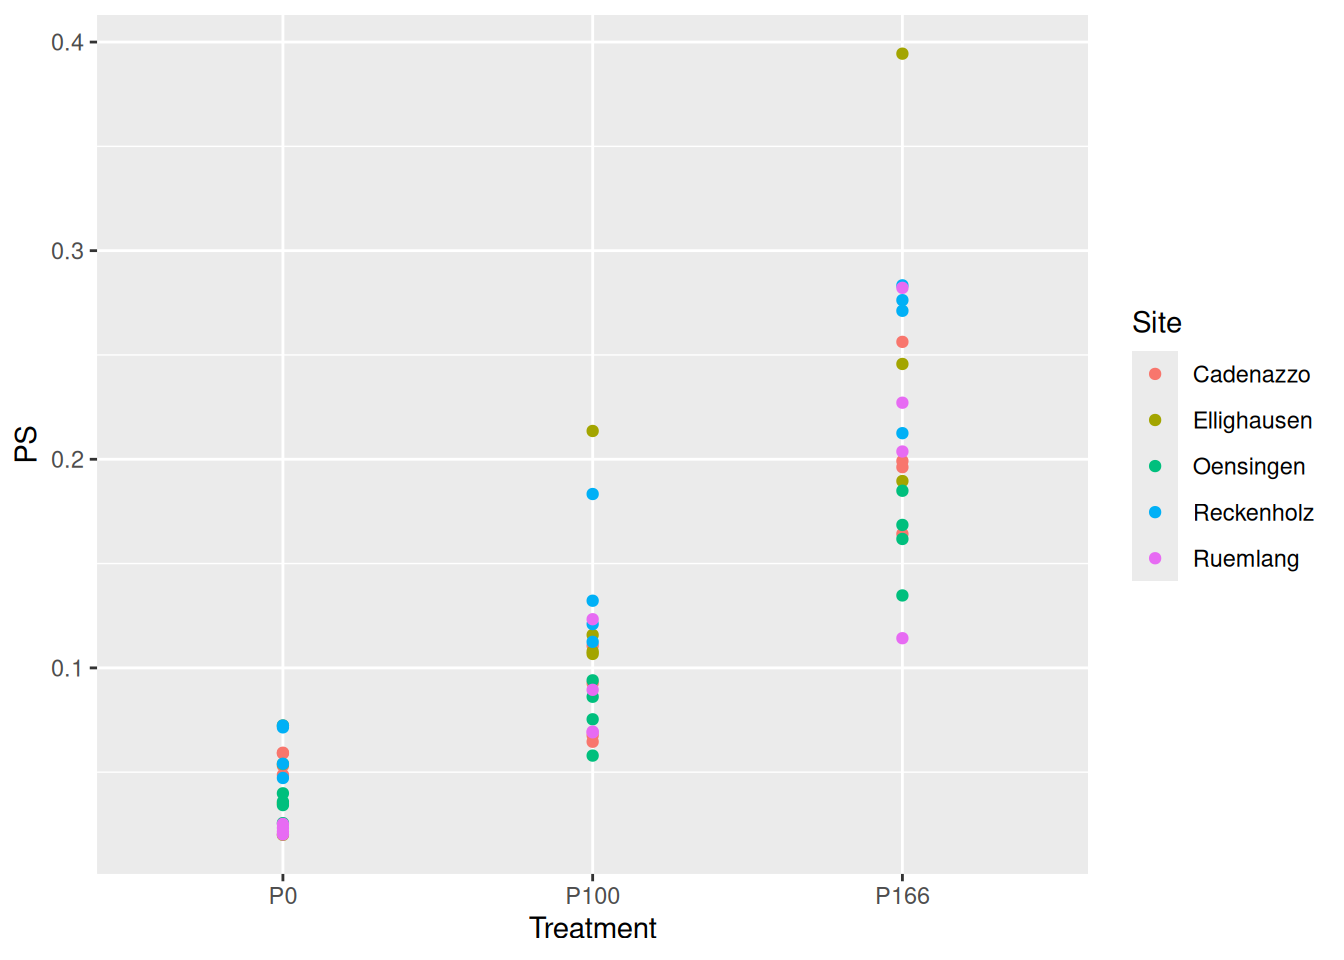 0.4
0.3
0.2
0.1
PS
P0 P100 P166
Treatment
Site
Cadenazzo
Ellighausen
Oensingen
Reckenholz
Ruemlang